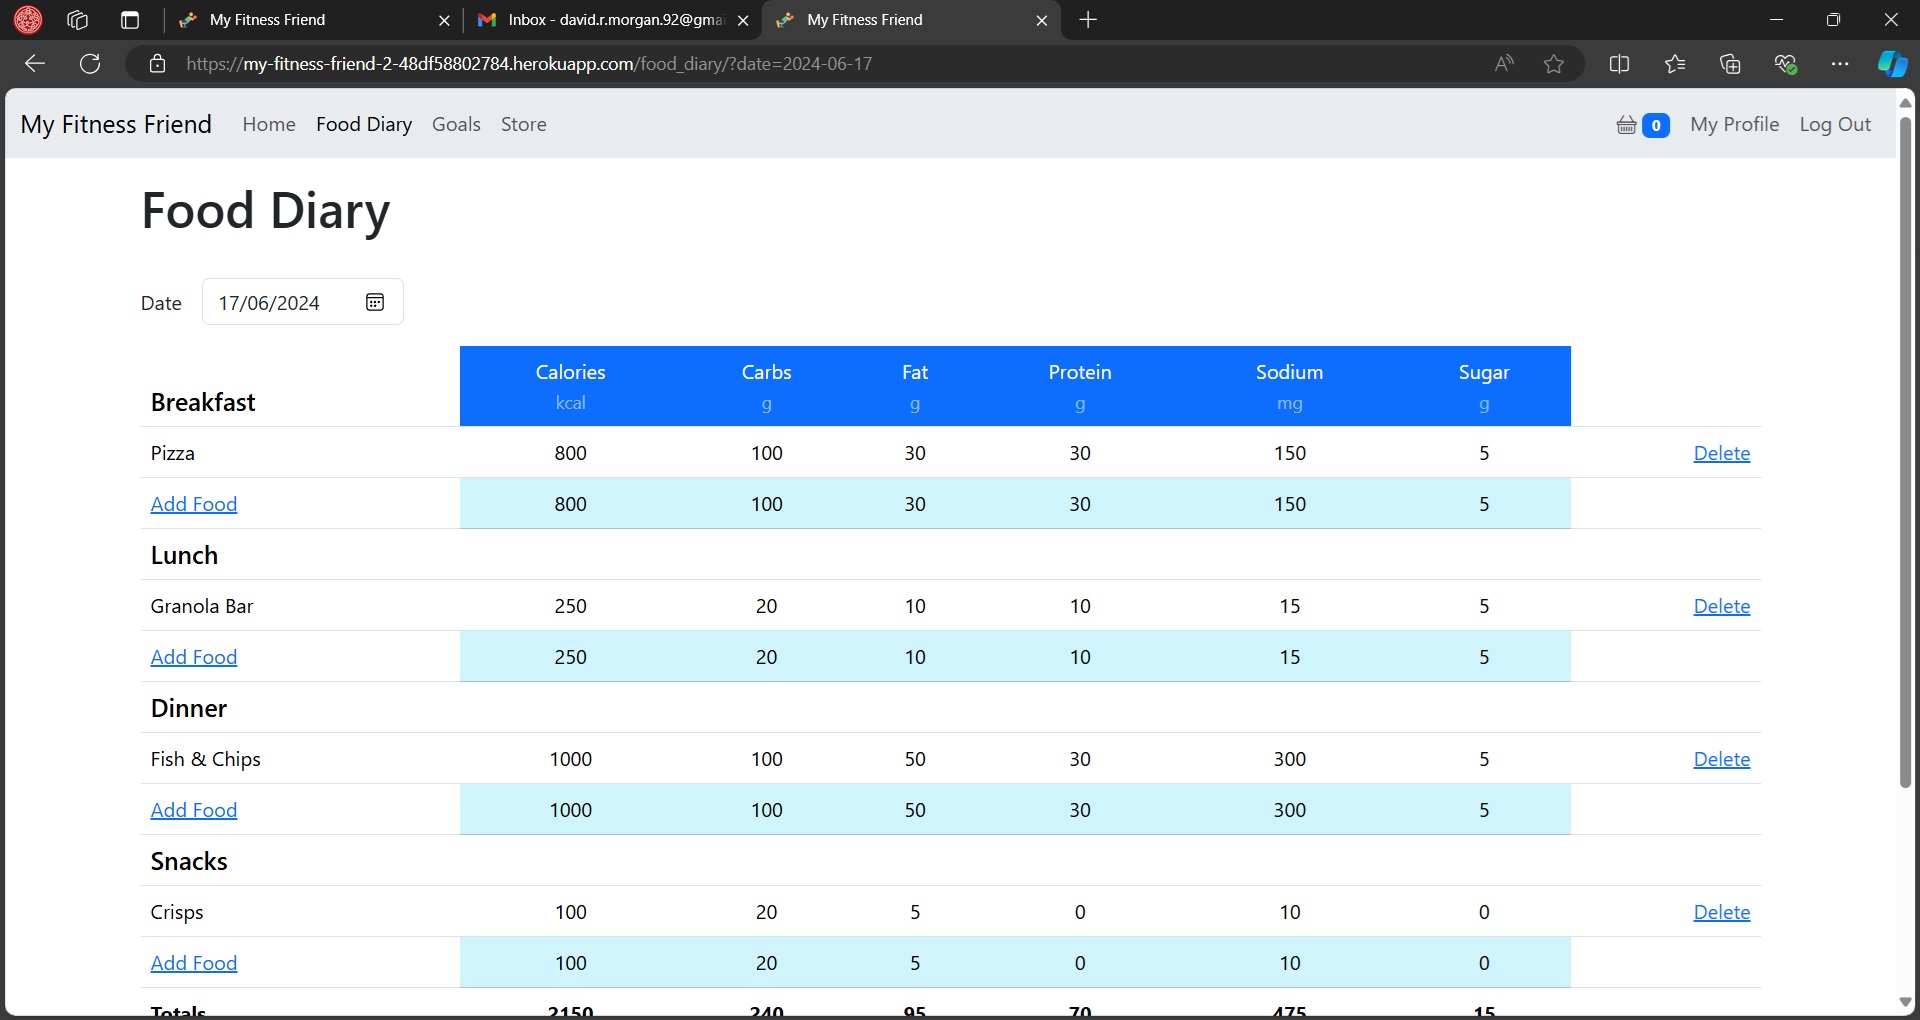 My Fitness Friend
Inbox - david.r.morgan.92@gmai
My Fitness Friend
https://my-fitness-friend-2-48df58802784.herokuapp.com/food_diary/?date=2024-06-17
My Fitness Friend Home Food Diary Goals Store 0 My Profile Log Out
Food Diary
Date 17/06/2024
Calories Carbs Fat Protein Sodium Sugar
Breakfast kcal g g g mg g
Pizza 800 100 30 30 150 5 Delete
Add Food 800 100 30 30 150 5
Lunch
Granola Bar 250 20 10 10 15 5 Delete
Add Food 250 20 10 10 15 5
Dinner
Fish & Chips 1000 100 50 30 300 5 Delete
Add Food 1000 100 50 30 300 5
Snacks
Crisps 100 20 5 0 10 0 Delete
Add Food 100 20 5 0 10 0
Totals 2150 240 95 70 475 15